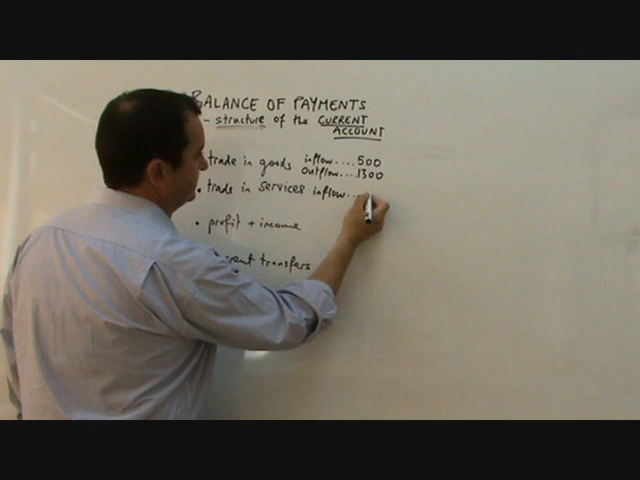 BALANCE OF PAYMENTS
- structure of the CURRENT
ACCOUNT
trade in goods inflow....500
Outflow...1300
• trade in services inflow...
• profit + income
transfers